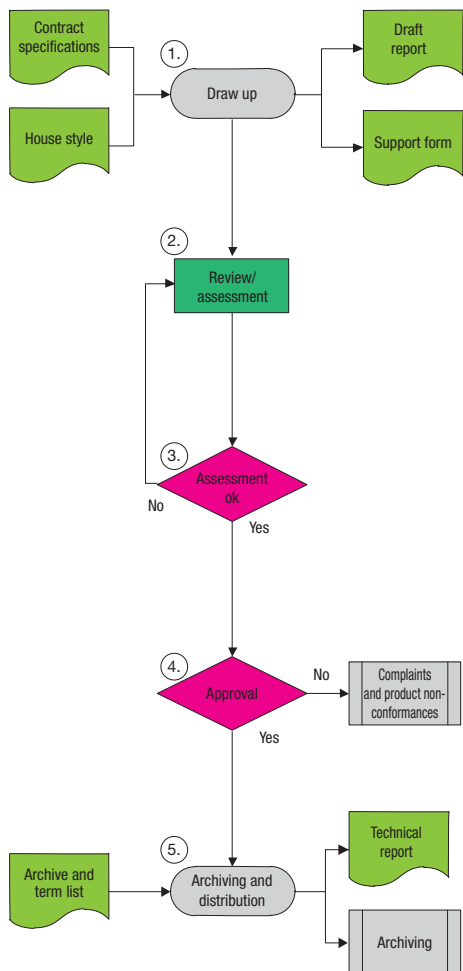 Contract
specifications
1.
Draft
report
Draw up
House style
Support form
2.
Review/
assessment
3.
Assessment
ok
No
Yes
4.
Approval
No
Complaints
and product non-
conformances
Yes
5.
Technical
report
Archive and
term list
Archiving and
distribution
Archiving